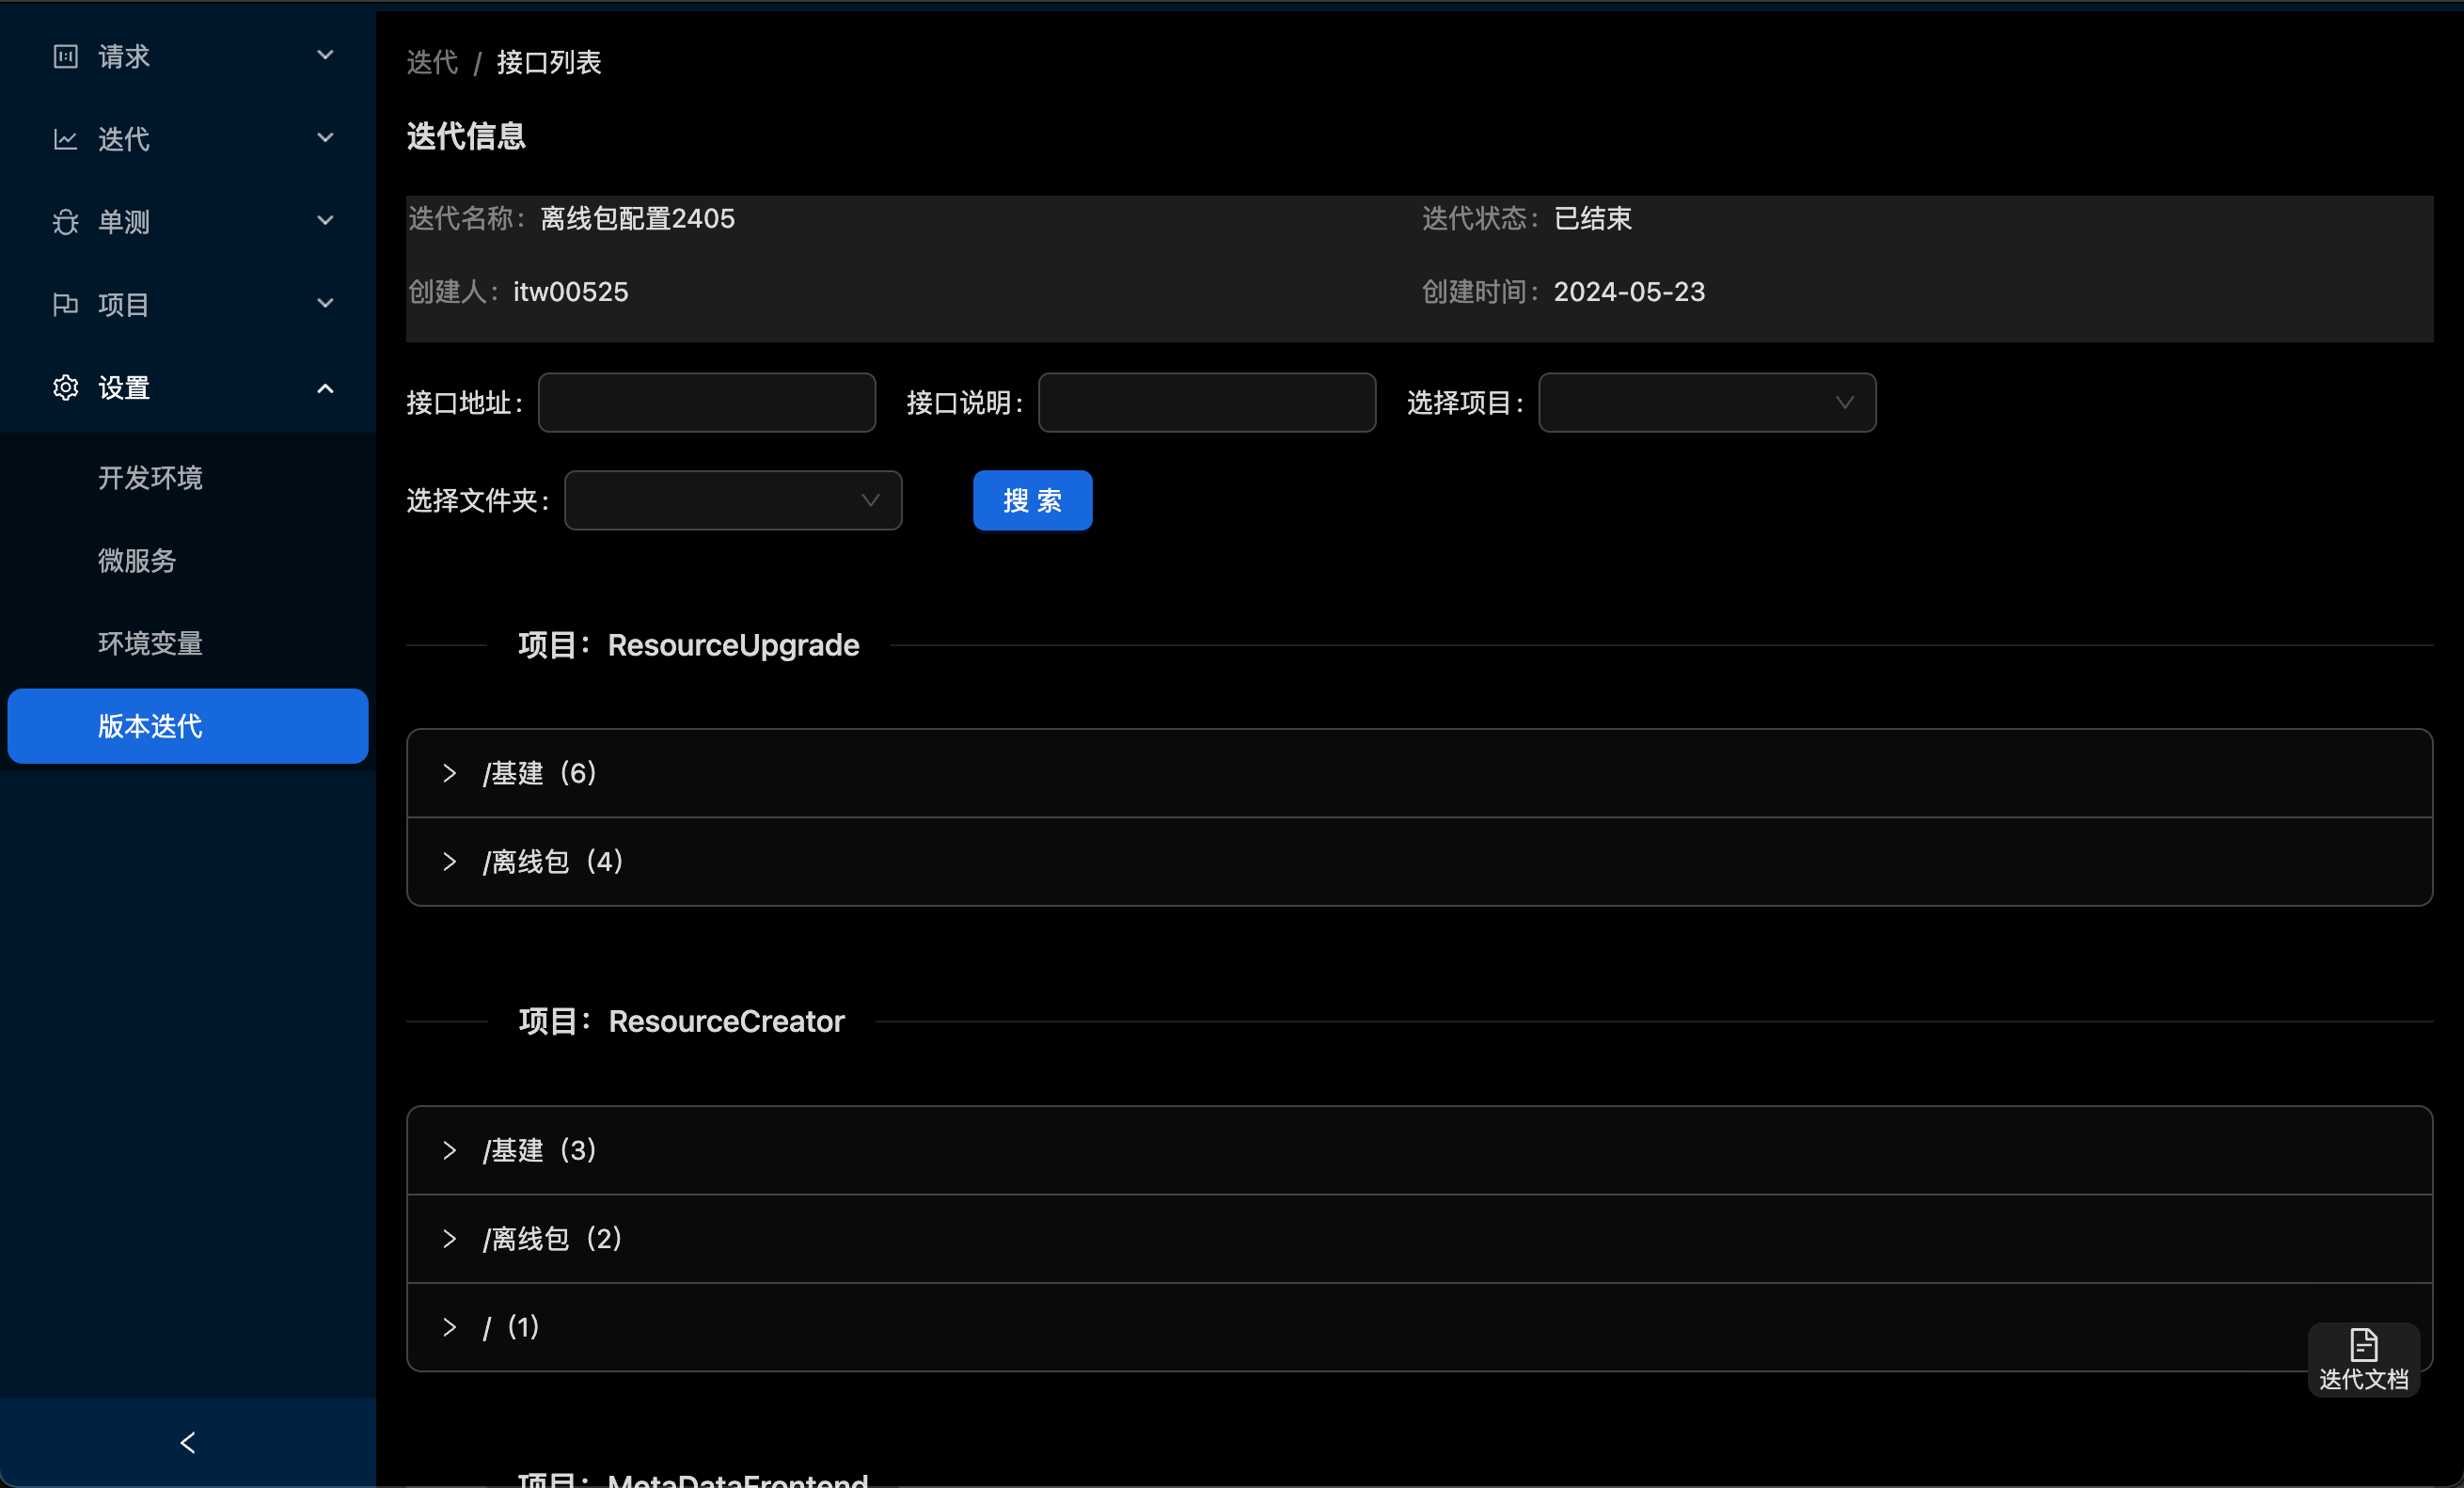 请求
迭代
单测
项目
设置
开发环境
微服务
环境变量
版本迭代
迭代 / 接口列表
迭代信息
迭代名称: 离线包配置2405 迭代状态: 已结束
创建人: itw00525 创建时间: 2024-05-23
接口地址: 接口说明: 选择项目:
选择文件夹: 搜 索
项目：ResourceUpgrade
/基建（6）
/离线包（4）
项目：ResourceCreator
/基建（3）
/离线包（2）
/（1）
迭代文档
项目：MetaDataFrontend